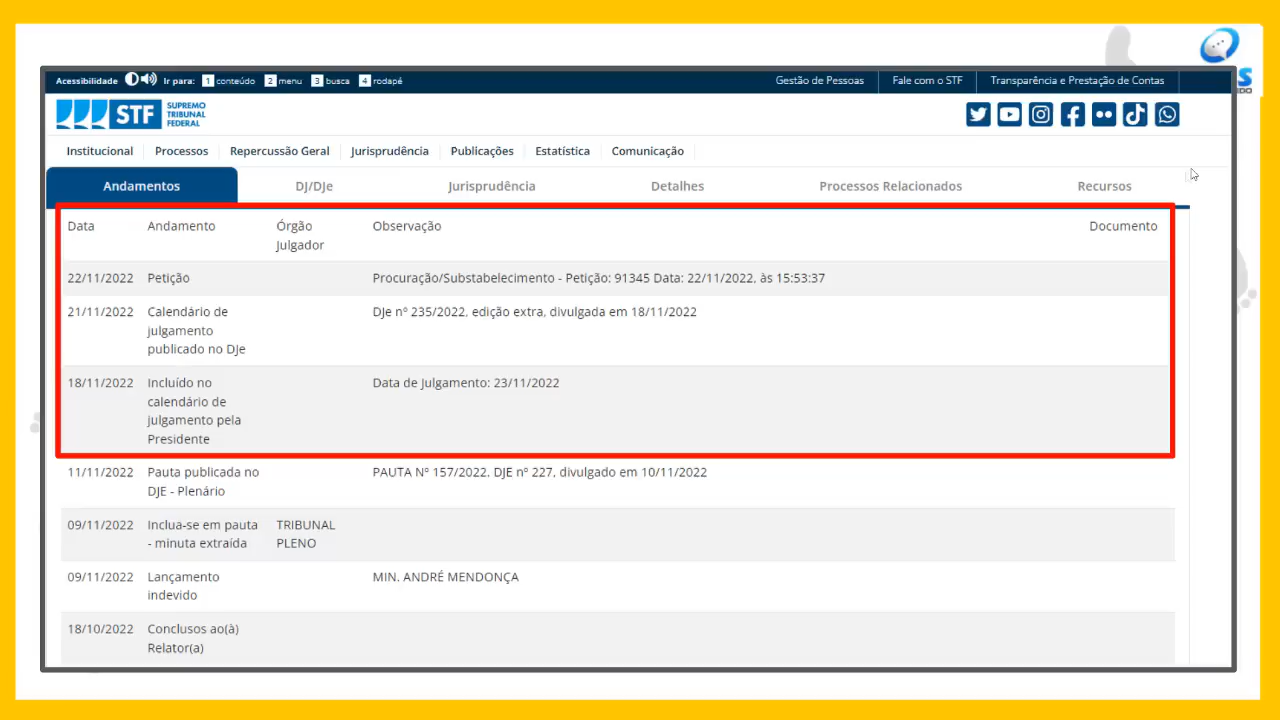 Acessibilidade Ir para: 1 conteúdo 2 menu 3 busca 4 rodapé Gestão de Pessoas Fale com o STF Transparência e Prestação de Contas
STF SUPREMO
TRIBUNAL
FEDERAL
Institucional Processos Repercussão Geral Jurisprudência Publicações Estatística Comunicação
Andamentos DJ/DJe Jurisprudência Detalhes Processos Relacionados Recursos
Data Andamento Órgão Observação Documento
Julgador
22/11/2022 Petição Procuração/Substabelecimento - Petição: 91345 Data: 22/11/2022, às 15:53:37
21/11/2022 Calendário de DJe nº 235/2022, edição extra, divulgada em 18/11/2022
julgamento
publicado no DJe
18/11/2022 Incluído no Data de Julgamento: 23/11/2022
calendário de
julgamento pela
Presidente
11/11/2022 Pauta publicada no PAUTA Nº 157/2022. DJE nº 227, divulgado em 10/11/2022
DJE - Plenário
09/11/2022 Inclua-se em pauta TRIBUNAL
- minuta extraída PLENO
09/11/2022 Lançamento MIN. ANDRÉ MENDONÇA
indevido
18/10/2022 Conclusos ao(à)
Relator(a)